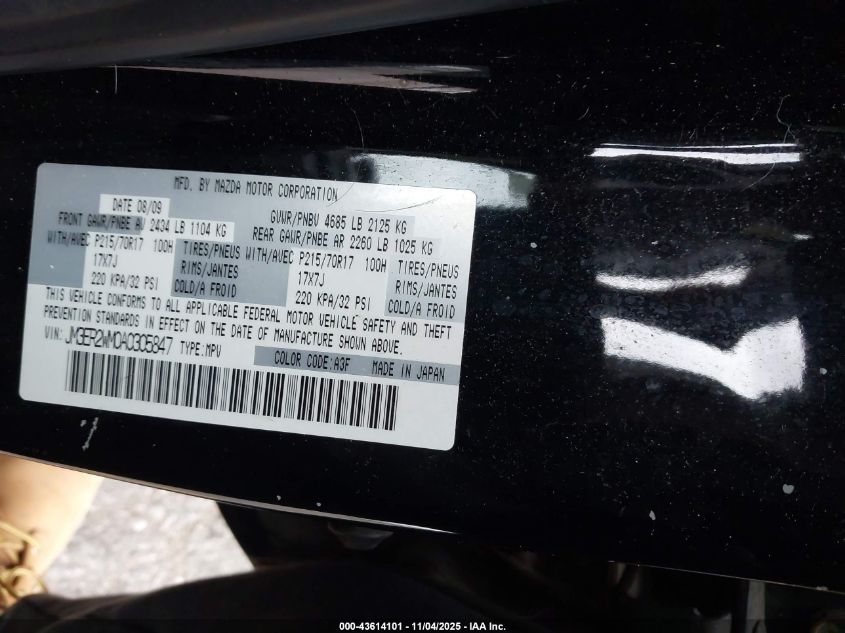 MFD. BY MAZDA MOTOR CORPORATION
DATE 08/09 GVWR/PNBV 4685 LB 2125 KG
FRONT GAWR/PNBE AV 2434 LB 1104 KG REAR GAWR/PNBE AR 2260 LB 1025 KG
WITH/AVEC P215/70R17 100H TIRES/PNEUS WITH/AVEC P215/70R17 100H TIRES/PNEUS
17X7J RIMS/JANTES 17X7J RIMS/JANTES
220 KPA/32 PSI COLD/A FROID 220 KPA/32 PSI COLD/A FROID
THIS VEHICLE CONFORMS TO ALL APPLICABLE FEDERAL MOTOR VEHICLE SAFETY AND THEFT
PREVENTION STANDARDS IN EFFECT ON THE DATE OF MANUFACTURE SHOWN ABOVE.
VIN: JM3ER2WM0A0305847 TYPE:MPV
COLOR CODE:A3F MADE IN JAPAN
000-43614101 - 11/04/2025 - IAA Inc.